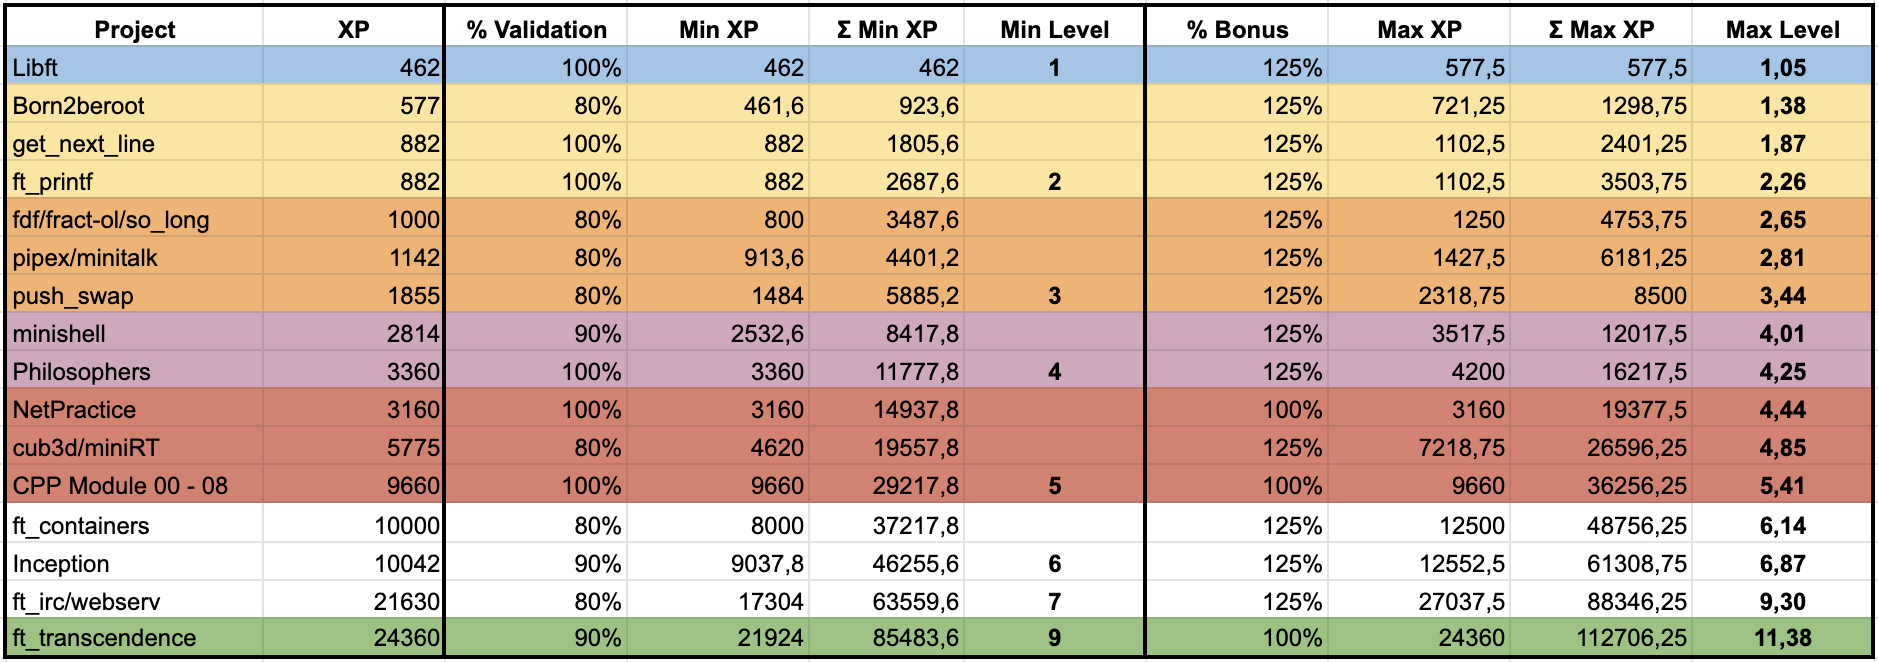 Project XP % Validation Min XP Σ Min XP Min Level % Bonus Max XP Σ Max XP Max Level
Libft 462 100% 462 462 1 125% 577,5 577,5 1,05
Born2beroot 577 80% 461,6 923,6 125% 721,25 1298,75 1,38
get_next_line 882 100% 882 1805,6 125% 1102,5 2401,25 1,87
ft_printf 882 100% 882 2687,6 2 125% 1102,5 3503,75 2,26
fdf/fract-ol/so_long 1000 80% 800 3487,6 125% 1250 4753,75 2,65
pipex/minitalk 1142 80% 913,6 4401,2 125% 1427,5 6181,25 2,81
push_swap 1855 80% 1484 5885,2 3 125% 2318,75 8500 3,44
minishell 2814 90% 2532,6 8417,8 125% 3517,5 12017,5 4,01
Philosophers 3360 100% 3360 11777,8 4 125% 4200 16217,5 4,25
NetPractice 3160 100% 3160 14937,8 100% 3160 19377,5 4,44
cub3d/miniRT 5775 80% 4620 19557,8 125% 7218,75 26596,25 4,85
CPP Module 00 - 08 9660 100% 9660 29217,8 5 100% 9660 36256,25 5,41
ft_containers 10000 80% 8000 37217,8 125% 12500 48756,25 6,14
Inception 10042 90% 9037,8 46255,6 6 125% 12552,5 61308,75 6,87
ft_irc/webserv 21630 80% 17304 63559,6 7 125% 27037,5 88346,25 9,30
ft_transcendence 24360 90% 21924 85483,6 9 100% 24360 112706,25 11,38